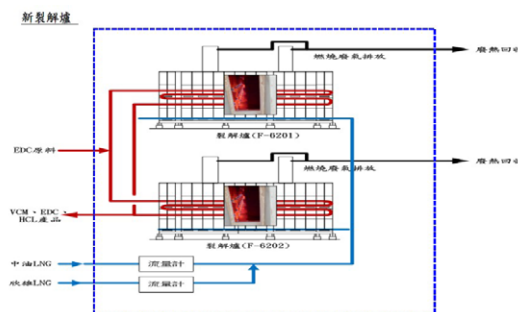 新裂解爐
燃燒廢氣排放
廢熱回收
裂解爐(F-6201)
EDC原料
燃燒廢氣排放
廢熱回收
VCM、EDC、
HCL產品
裂解爐(F-6202)
中油LNG
流量計
欣雄LNG
流量計